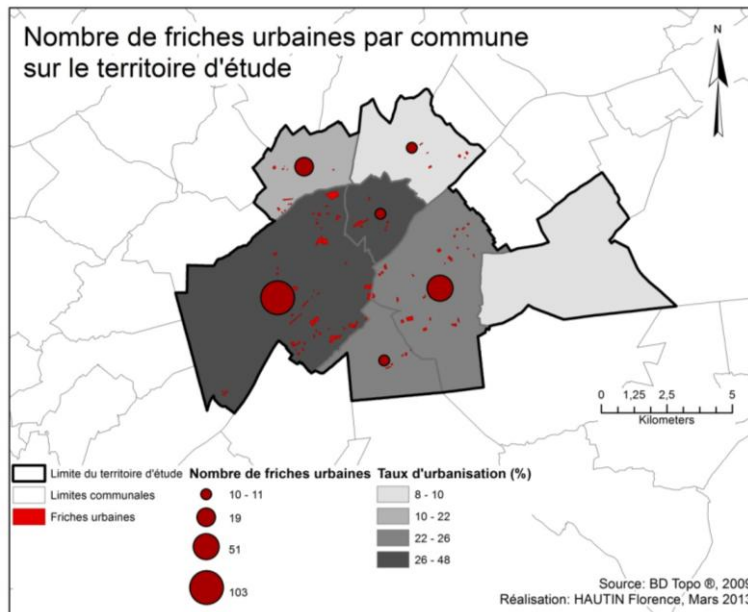 Nombre de friches urbaines par commune
sur le territoire d'étude
N
0 1,25 2,5 5
Kilometers
Limite du territoire d'étude
Limites communales
Friches urbaines
Nombre de friches urbaines
10 - 11
19
51
103
Taux d'urbanisation (%)
8 - 10
10 - 22
22 - 26
26 - 48
Source: BD Topo ®, 2009
Réalisation: HAUTIN Florence, Mars 2013